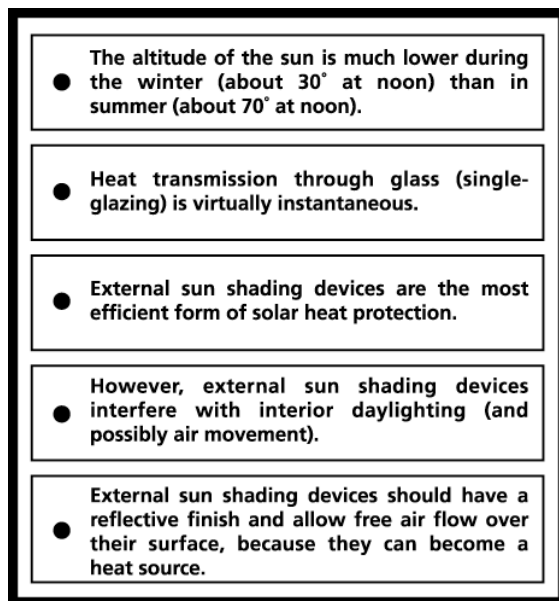 ● The altitude of the sun is much lower during
the winter (about 30˚ at noon) than in
summer (about 70˚ at noon).
● Heat transmission through glass (single-
glazing) is virtually instantaneous.
● External sun shading devices are the most
efficient form of solar heat protection.
● However, external sun shading devices
interfere with interior daylighting (and
possibly air movement).
● External sun shading devices should have a
reflective finish and allow free air flow over
their surface, because they can become a
heat source.